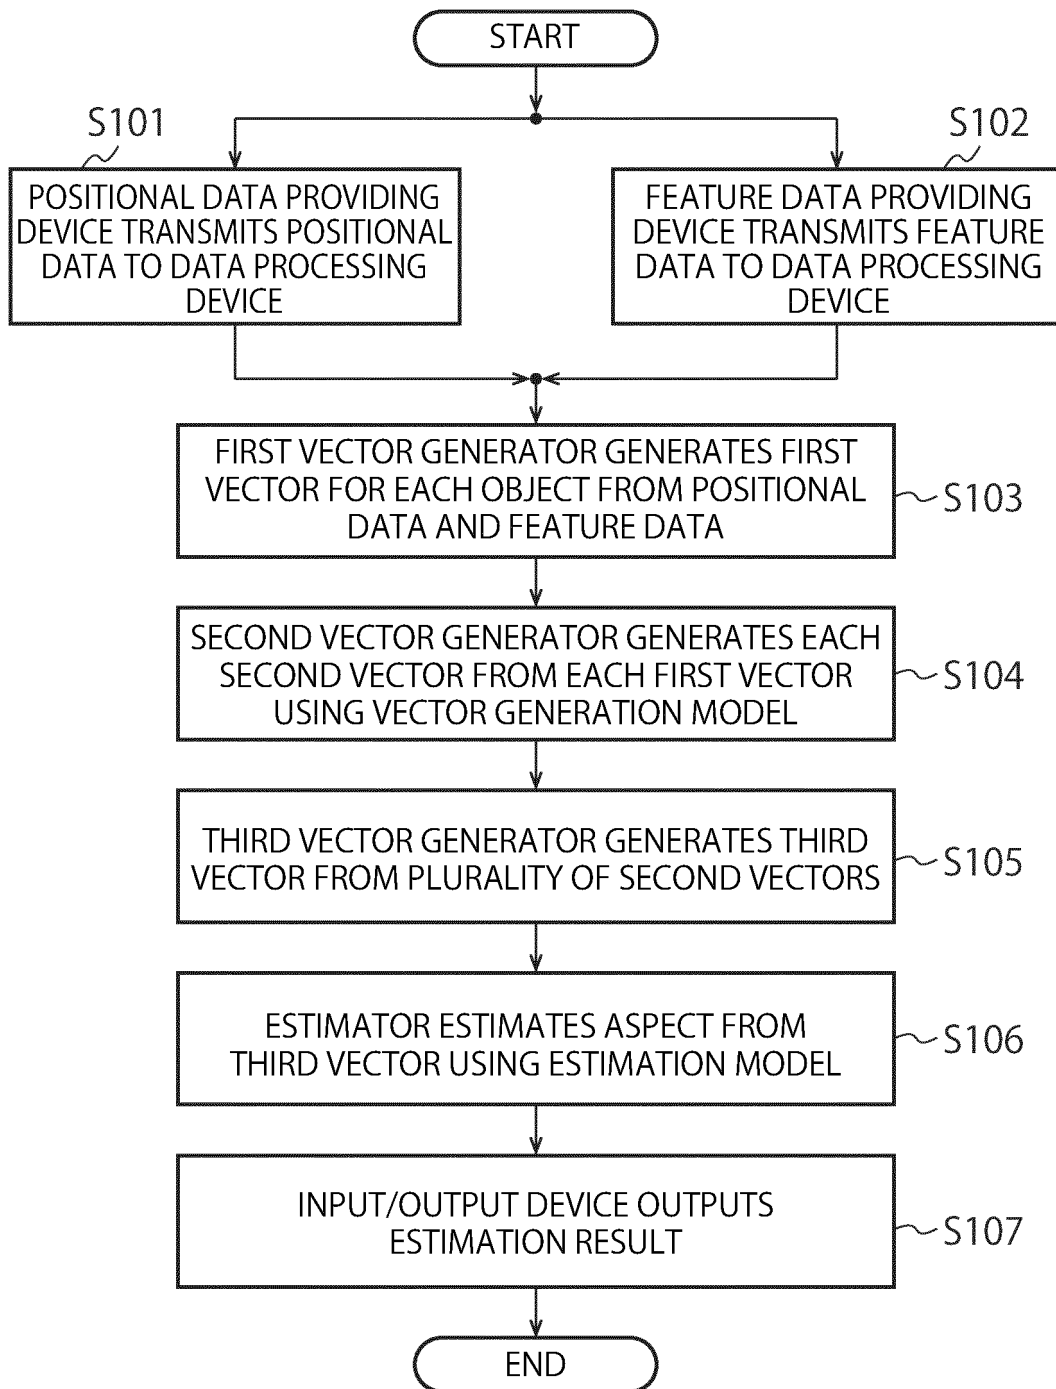 START
S101
S102
POSITIONAL DATA PROVIDING
DEVICE TRANSMITS POSITIONAL
DATA TO DATA PROCESSING
DEVICE
FEATURE DATA PROVIDING
DEVICE TRANSMITS FEATURE
DATA TO DATA PROCESSING
DEVICE
FIRST VECTOR GENERATOR GENERATES FIRST
VECTOR FOR EACH OBJECT FROM POSITIONAL
DATA AND FEATURE DATA
S103
SECOND VECTOR GENERATOR GENERATES EACH
SECOND VECTOR FROM EACH FIRST VECTOR
USING VECTOR GENERATION MODEL
S104
THIRD VECTOR GENERATOR GENERATES THIRD
VECTOR FROM PLURALITY OF SECOND VECTORS
S105
ESTIMATOR ESTIMATES ASPECT FROM
THIRD VECTOR USING ESTIMATION MODEL
S106
INPUT/OUTPUT DEVICE OUTPUTS
ESTIMATION RESULT
S107
END